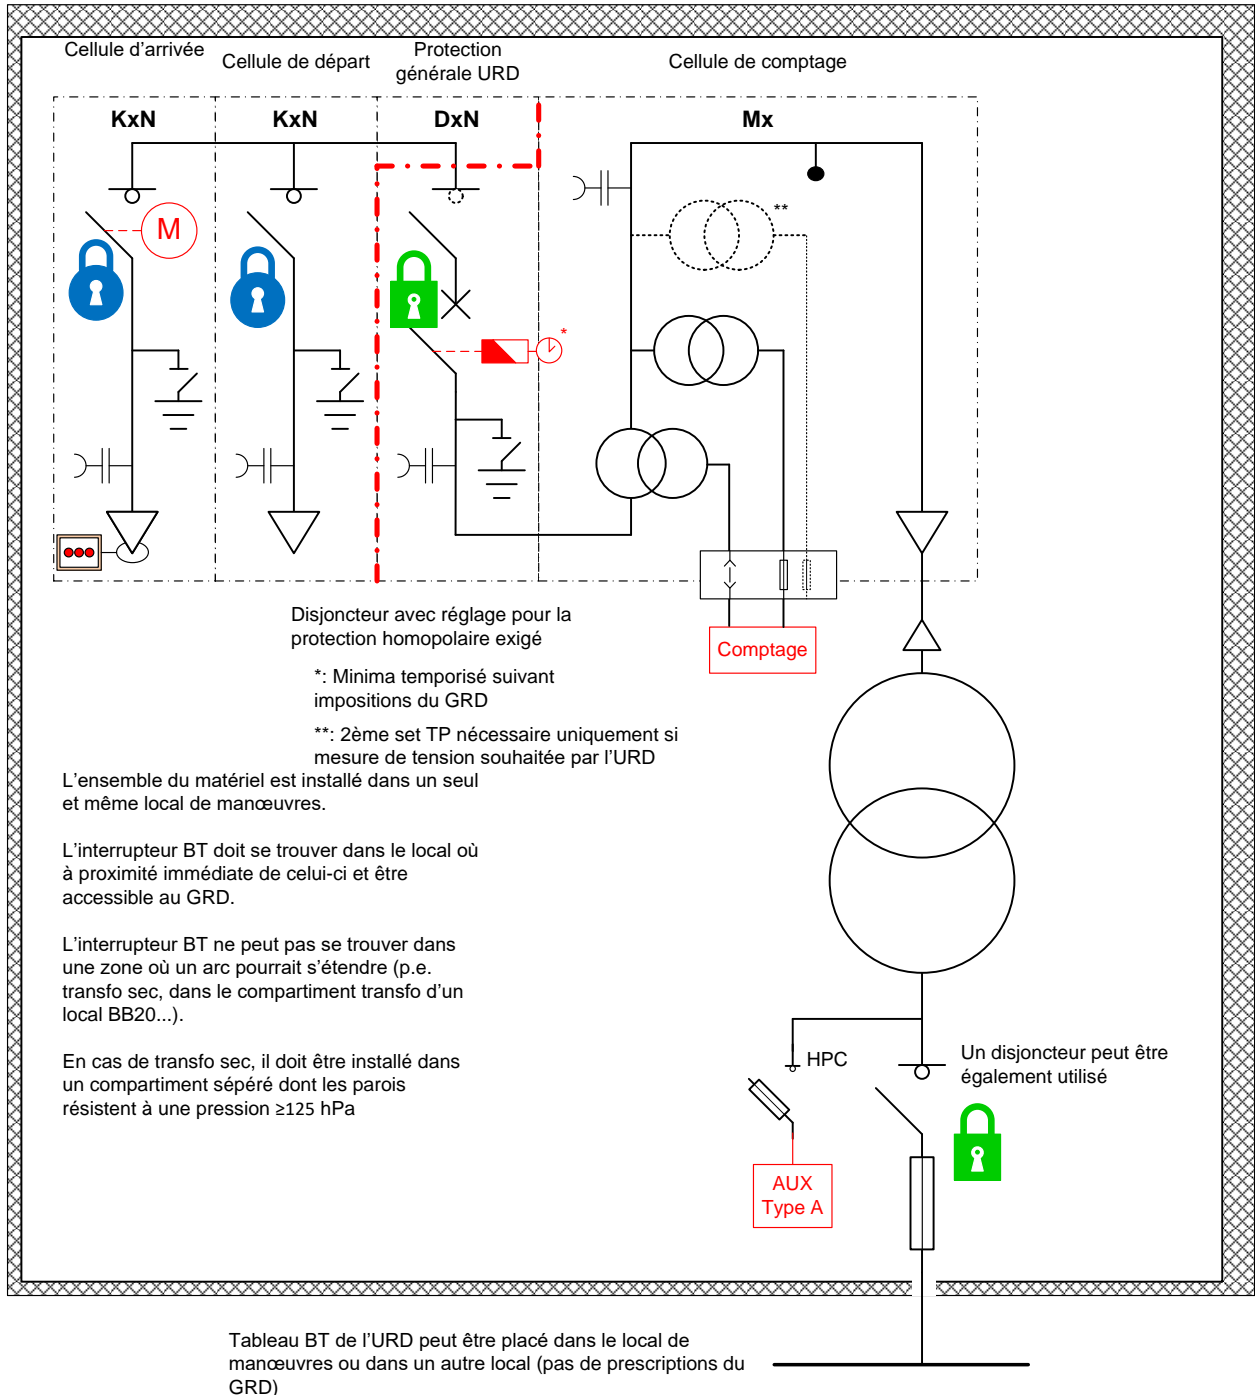 Cellule d'arrivée
Cellule de départ
Protection
générale URD
Cellule de comptage
KxN
KxN
DxN
Mx
M
**
*
Comptage
Disjoncteur avec réglage pour la
protection homopolaire exigé
*: Minima temporisé suivant
impositions du GRD
**: 2ème set TP nécessaire uniquement si
mesure de tension souhaitée par l'URD
L'ensemble du matériel est installé dans un seul
et même local de manœuvres.
L'interrupteur BT doit se trouver dans le local où
à proximité immédiate de celui-ci et être
accessible au GRD.
L'interrupteur BT ne peut pas se trouver dans
une zone où un arc pourrait s'étendre (p.e.
transfo sec, dans le compartiment transfo d'un
local BB20...).
En cas de transfo sec, il doit être installé dans
un compartiment sépéré dont les parois
résistent à une pression ≥125 hPa
HPC
Un disjoncteur peut être
également utilisé
AUX
Type A
Tableau BT de l'URD peut être placé dans le local de
manœuvres ou dans un autre local (pas de prescriptions du
GRD)